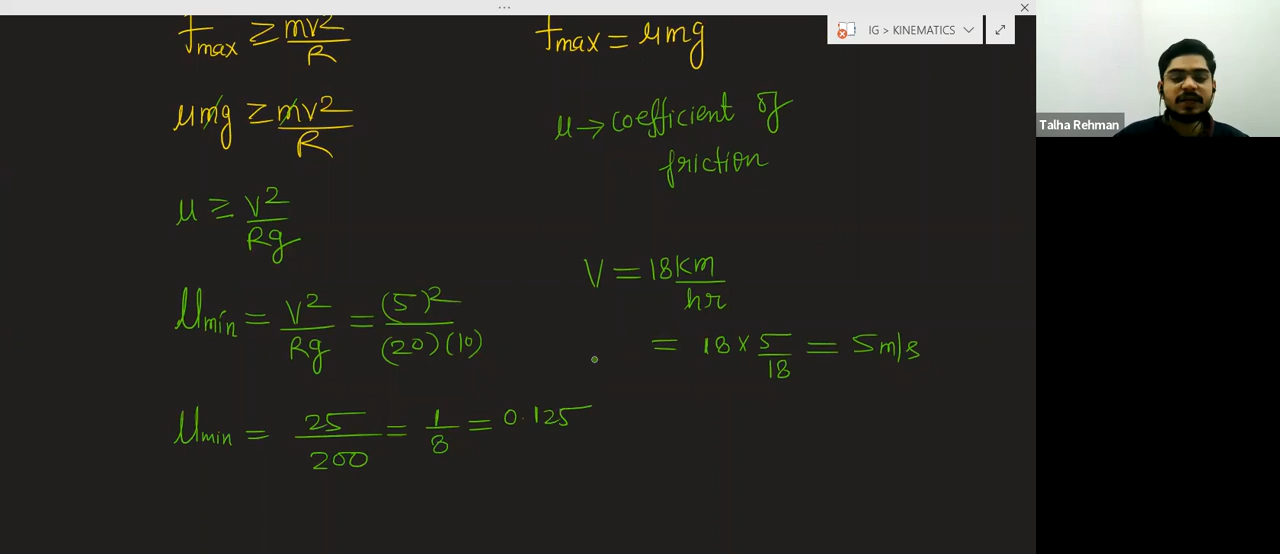 fmax ≥ mv²/R
fmax = μmg
IG > KINEMATICS
Talha Rehman
μmg ≥ mv²/R
μ → coefficient of
friction
μ ≥ v²/Rg
V = 18 km/hr
μmin = v²/Rg = (5)²/(20)(10)
= 18 × 5/18 = 5 m/s
μmin = 25/200 = 1/8 = 0.125